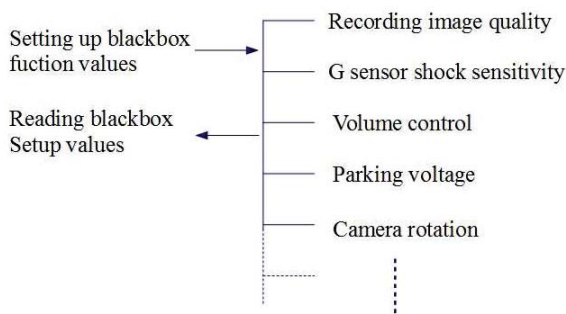 Setting up blackbox
fuction values
Reading blackbox
Setup values
Recording image quality
G sensor shock sensitivity
Volume control
Parking voltage
Camera rotation